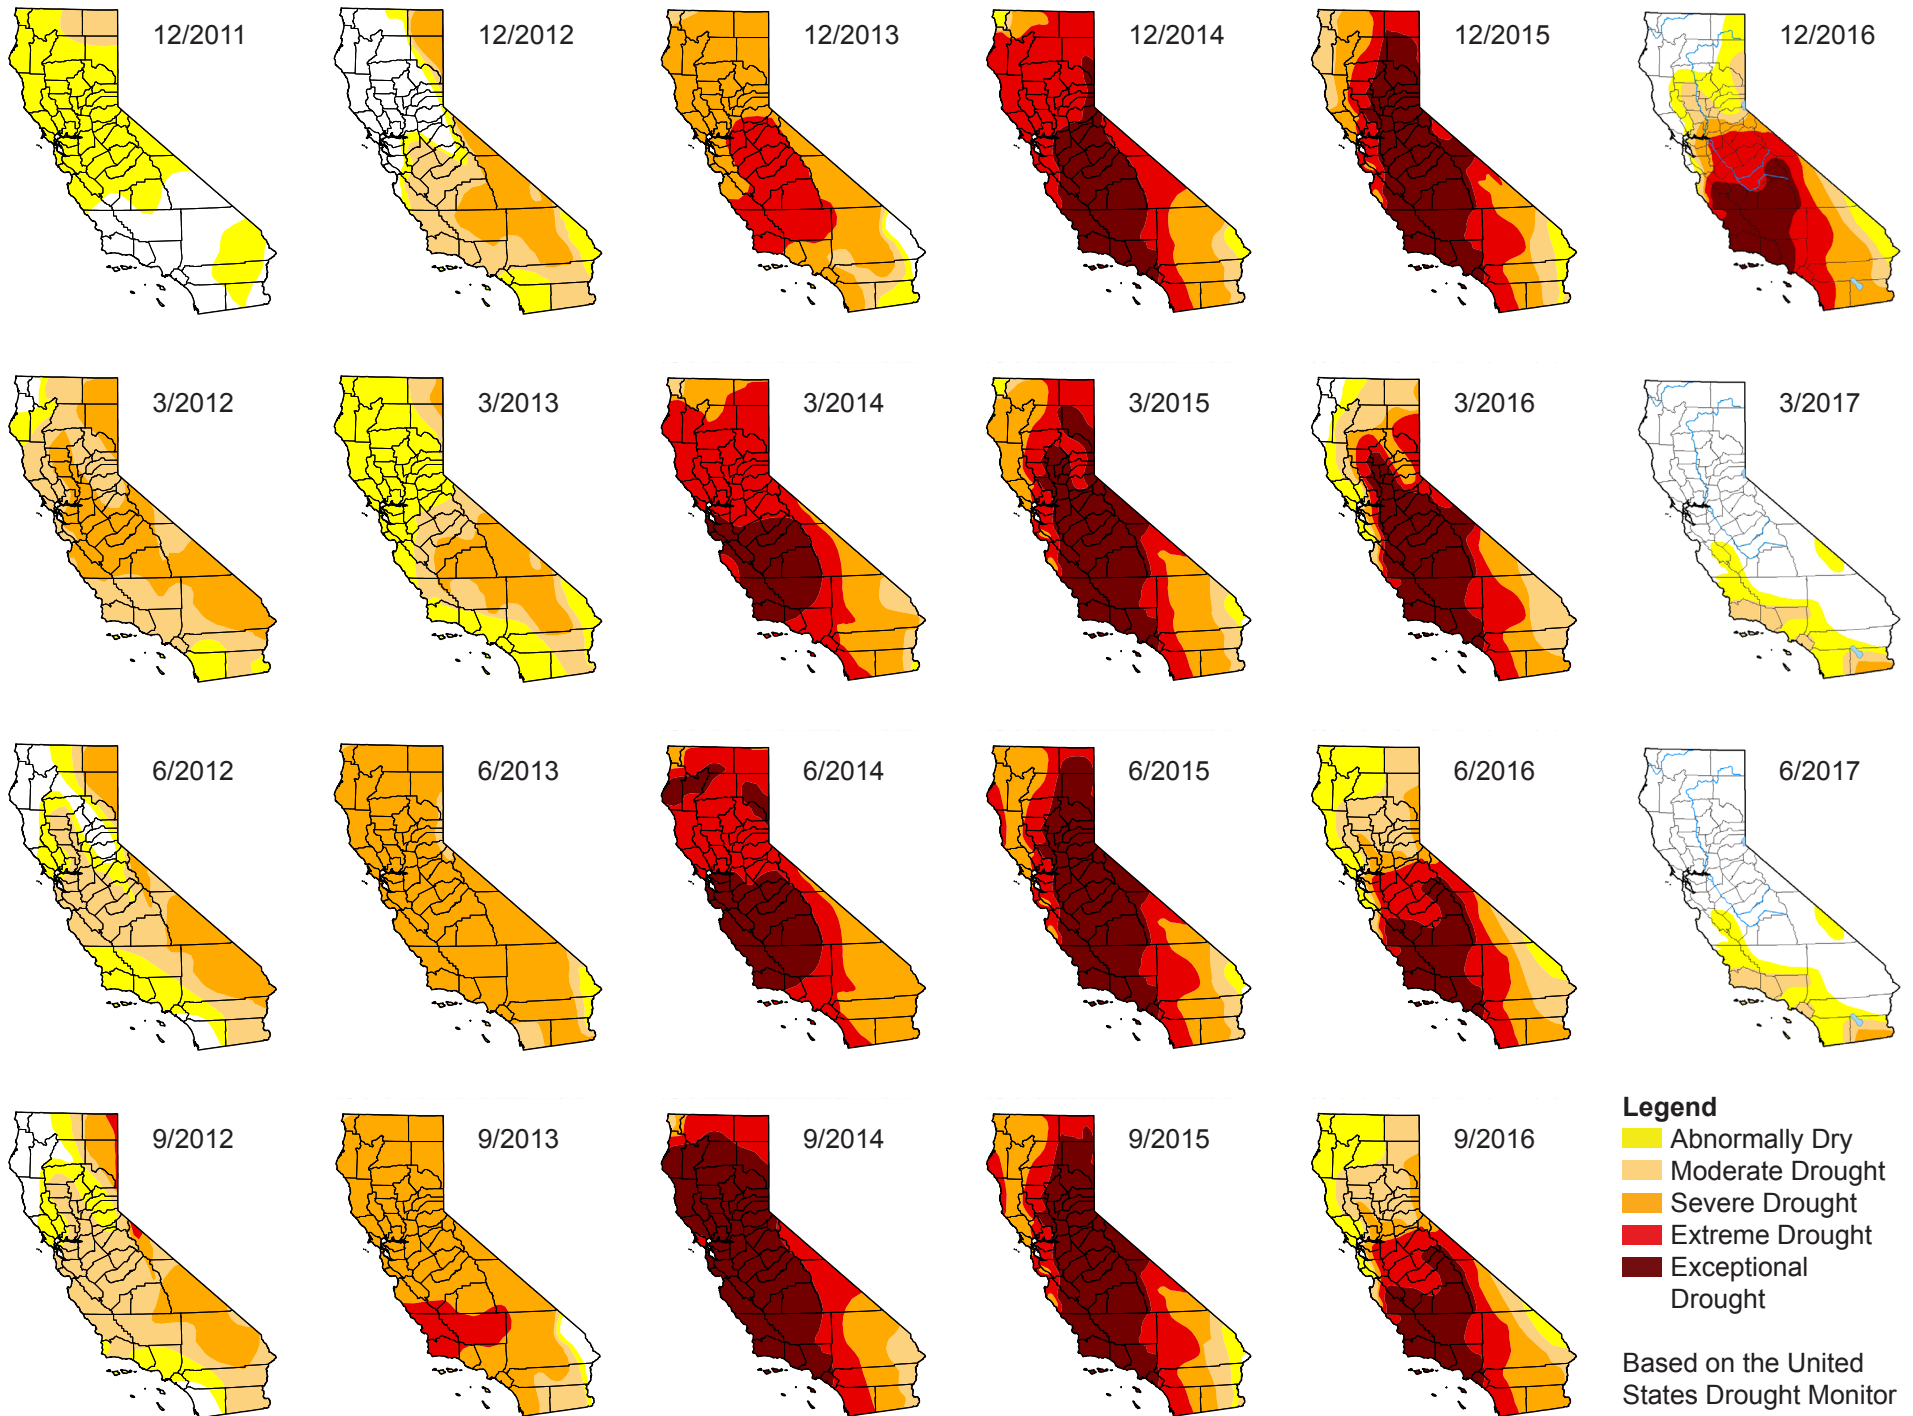 12/2011
12/2012
12/2013
12/2014
12/2015
12/2016
3/2012
3/2013
3/2014
3/2015
3/2016
3/2017
6/2012
6/2013
6/2014
6/2015
6/2016
6/2017
9/2012
9/2013
9/2014
9/2015
9/2016
Legend
Abnormally Dry
Moderate Drought
Severe Drought
Extreme Drought
Exceptional
Drought
Based on the United
States Drought Monitor